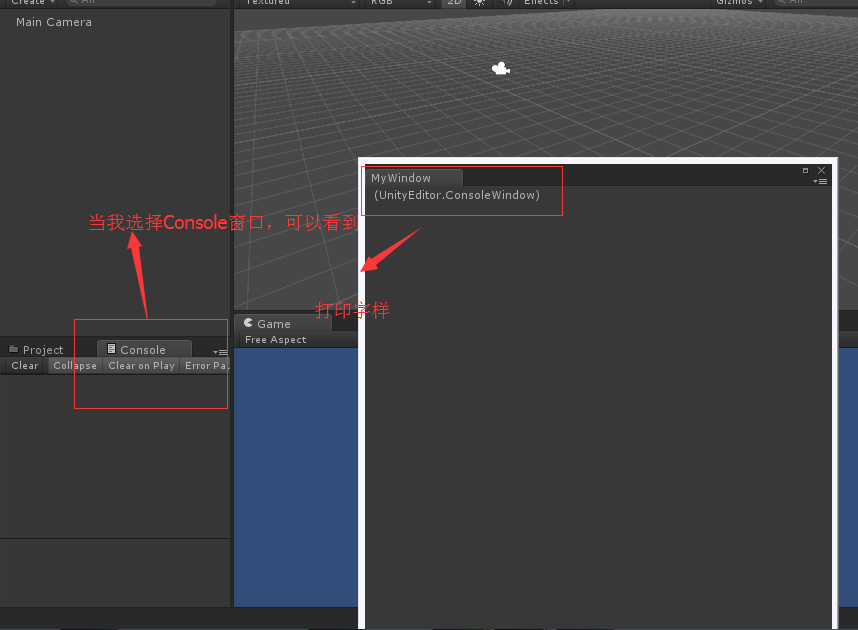 Create All Textured RGB 2D Effects Gizmos All
Main Camera
MyWindow
(UnityEditor.ConsoleWindow)
当我选择Console窗口，可以看到
打印字样
Game
Free Aspect
Project Console
Clear Collapse Clear on Play Error Pa